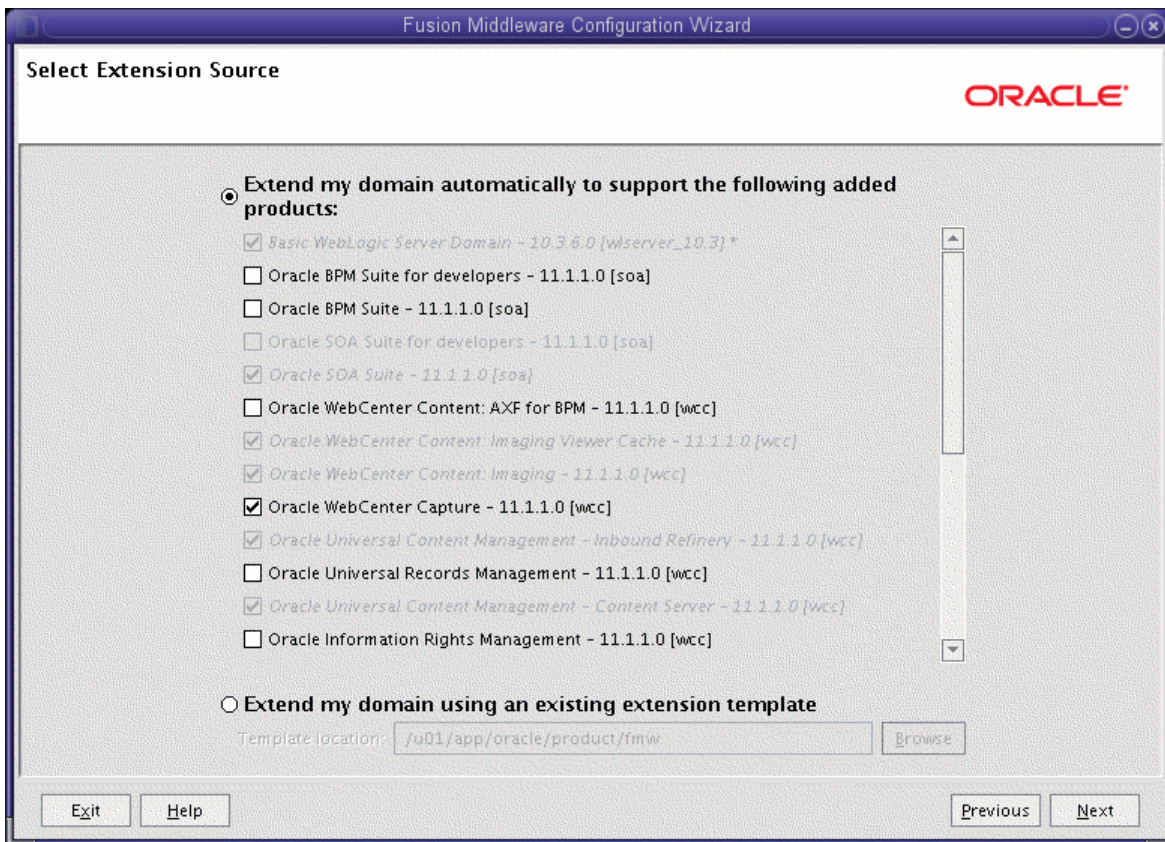 Fusion Middleware Configuration Wizard
Select Extension Source
ORACLE
Extend my domain automatically to support the following added
products:
Basic WebLogic Server Domain - 10.3.6.0 [wlserver_10.3] *
Oracle BPM Suite for developers - 11.1.1.0 [soa]
Oracle BPM Suite - 11.1.1.0 [soa]
Oracle SOA Suite for developers - 11.1.1.0 [soa]
Oracle SOA Suite - 11.1.1.0 [soa]
Oracle WebCenter Content: AXF for BPM - 11.1.1.0 [wcc]
Oracle WebCenter Content: Imaging Viewer Cache - 11.1.1.0 [wcc]
Oracle WebCenter Content: Imaging - 11.1.1.0 [wcc]
Oracle WebCenter Capture - 11.1.1.0 [wcc]
Oracle Universal Content Management - Inbound Refinery - 11.1.1.0 [wcc]
Oracle Universal Records Management - 11.1.1.0 [wcc]
Oracle Universal Content Management - Content Server - 11.1.1.0 [wcc]
Oracle Information Rights Management - 11.1.1.0 [wcc]
Extend my domain using an existing extension template
Template location: /u01/app/oracle/product/fmw Browse
Exit Help Previous Next